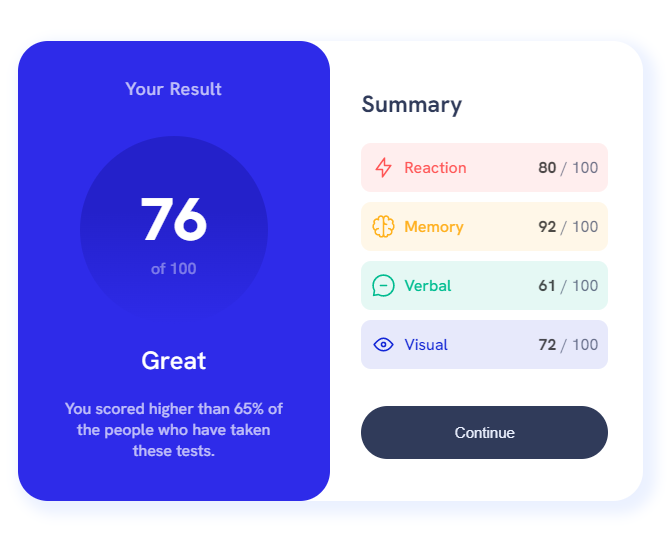 Your Result
76
of 100
Great
You scored higher than 65% of
the people who have taken
these tests.
Summary
Reaction 80 / 100
Memory 92 / 100
Verbal 61 / 100
Visual 72 / 100
Continue